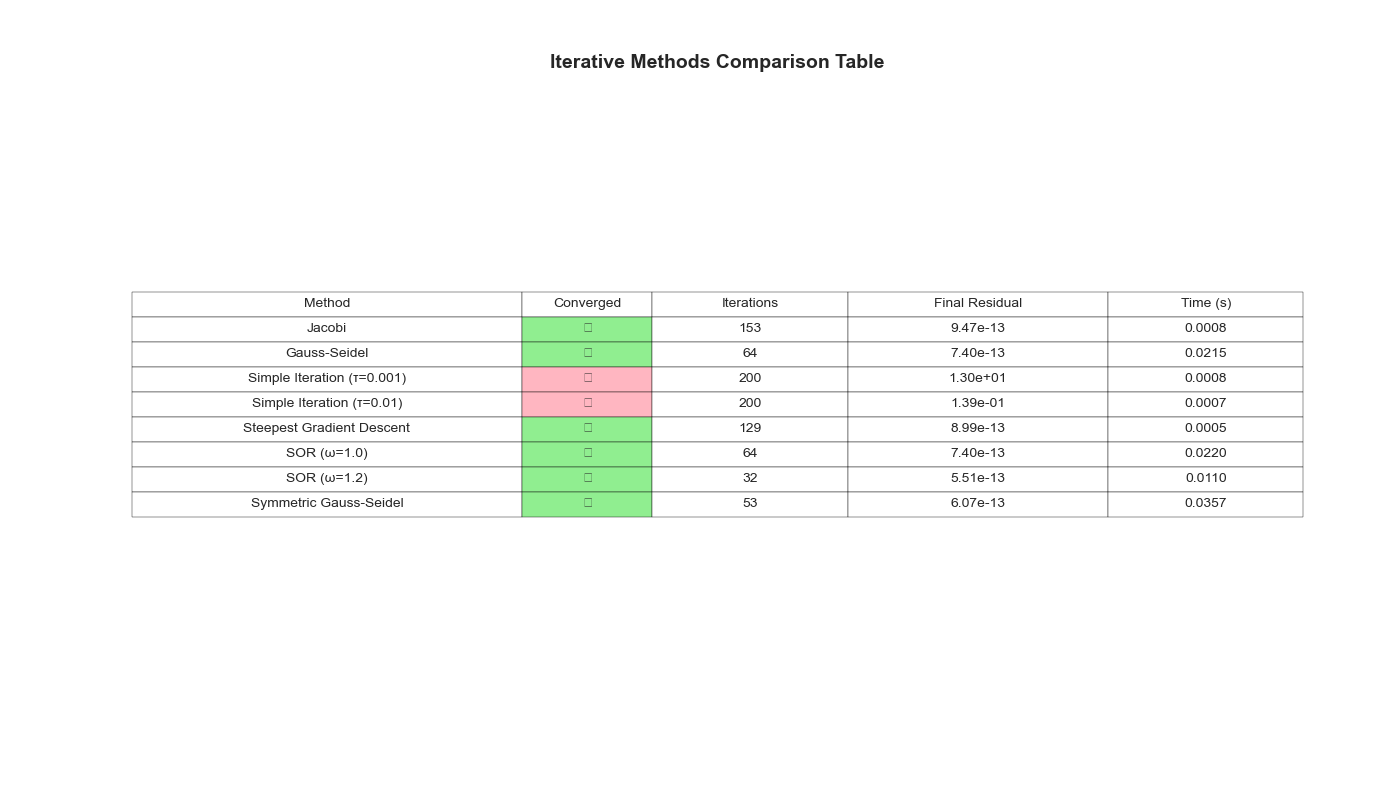 Iterative Methods Comparison Table
Method Converged Iterations Final Residual Time (s)
Jacobi 153 9.47e-13 0.0008
Gauss-Seidel 64 7.40e-13 0.0215
Simple Iteration (τ=0.001) 200 1.30e+01 0.0008
Simple Iteration (τ=0.01) 200 1.39e-01 0.0007
Steepest Gradient Descent 129 8.99e-13 0.0005
SOR (ω=1.0) 64 7.40e-13 0.0220
SOR (ω=1.2) 32 5.51e-13 0.0110
Symmetric Gauss-Seidel 53 6.07e-13 0.0357